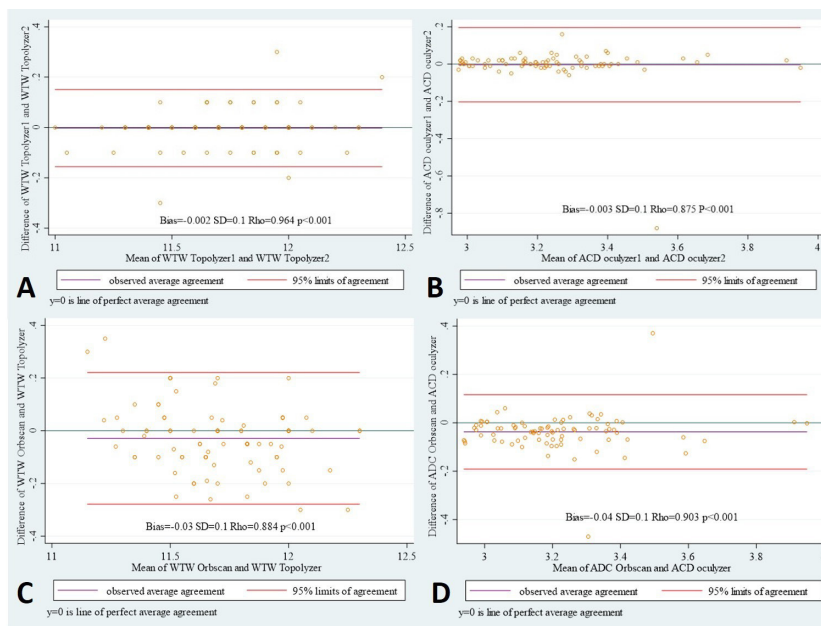 .4
.2
0
-.2
-.4
Difference of WTW Topolyzer1 and WTW Topolyzer2
Bias=-0.002 SD=0.1 Rho=0.964 p<0.001
11
11.5
12
12.5
Mean of WTW Topolyzer1 and WTW Topolyzer2
A
observed average agreement
95% limits of agreement
y=0 is line of perfect average agreement
.2
0
-.2
-.4
-.6
-.8
Difference of ACD oculyzer1 and ACD oculyzer2
Bias=-0.003 SD=0.1 Rho=0.875 P<0.001
3
3.2
3.4
3.6
3.8
4
Mean of ACD oculyzer1 and ACD oculyzer2
B
observed average agreement
95% limits of agreement
y=0 is line of perfect average agreement
.4
.2
0
-.2
-.4
Difference of WTW Orbscan and WTW Topolyzer
Bias=-0.03 SD=0.1 Rho=0.884 p<0.001
11
11.5
12
12.5
Mean of WTW Orbscan and WTW Topolyzer
C
observed average agreement
95% limits of agreement
y=0 is line of perfect average agreement
.4
.2
0
-.2
-.4
Difference of ADC Orbscan and ACD oculyzer
Bias=-0.04 SD=0.1 Rho=0.903 p<0.001
3
3.2
3.4
3.6
3.8
Mean of ADC Orbscan and ACD oculyzer
D
observed average agreement
95% limits of agreement
y=0 is line of perfect average agreement